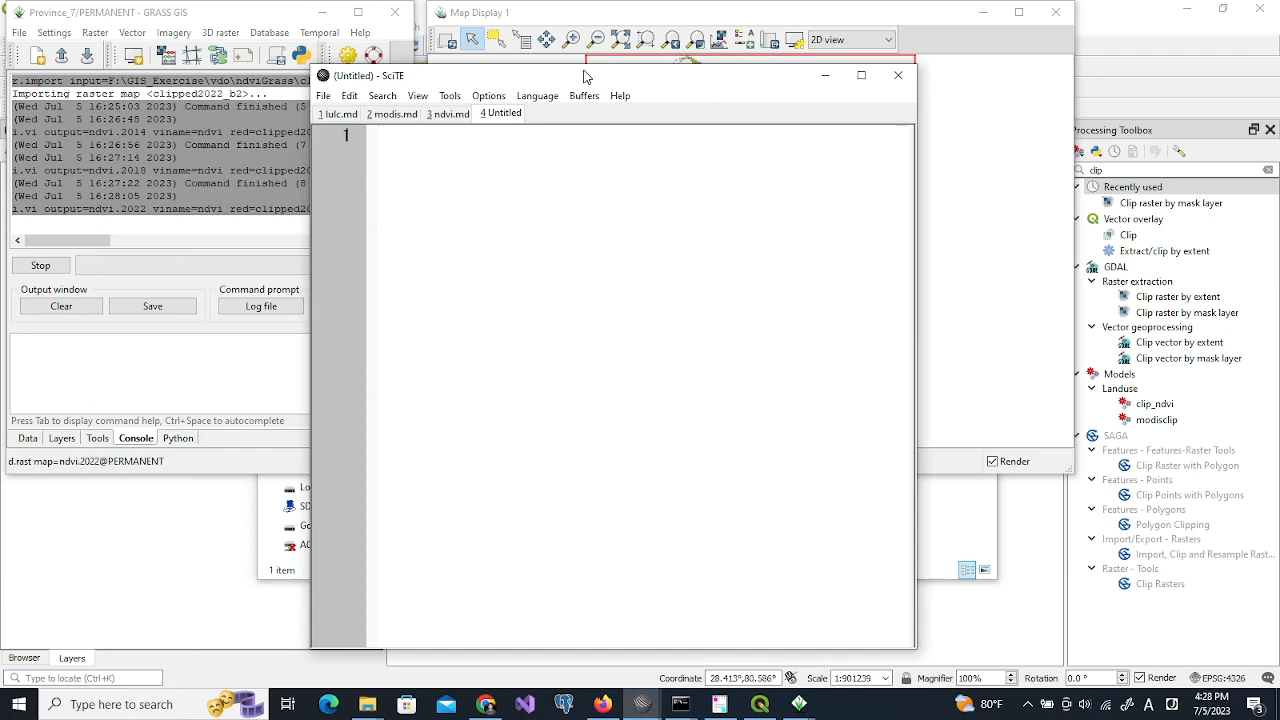 Province_7/PERMANENT - GRASS GIS
File Settings Raster Vector Imagery 3D raster Database Temporal Help
r.import input=F:\GIS_Exercise\vdo\ndviGrass\c
Importing raster map <clipped2022_b2>...
(Wed Jul 5 16:25:03 2023) Command finished (5
(Wed Jul 5 16:26:48 2023)
i.vi output=ndvi.2014 viname=ndvi red=clipped20
(Wed Jul 5 16:26:56 2023) Command finished (7
(Wed Jul 5 16:27:14 2023)
i.vi output=ndvi.2018 viname=ndvi red=clipped20
(Wed Jul 5 16:27:22 2023) Command finished (8
(Wed Jul 5 16:28:05 2023)
i.vi output=ndvi.2022 viname=ndvi red=clipped20
Stop
Output window
Command prompt
Clear Save Log file
Press Tab to display command help, Ctrl+Space to autocomplete
Data Layers Tools Console Python
d.rast map=ndvi.2022@PERMANENT
Map Display 1
2D view
Render
(Untitled) - SciTE
File Edit Search View Tools Options Language Buffers Help
1 lulc.md 2 modis.md 3 ndvi.md 4 Untitled
1
Lo
SD
Go
1 item
Processing Toolbox
clip
Recently used
Clip raster by mask layer
Vector overlay
Clip
Extract/clip by extent
GDAL
Raster extraction
Clip raster by extent
Clip raster by mask layer
Vector geoprocessing
Clip vector by extent
Clip vector by mask layer
Models
Landuse
clip_ndvi
modisclip
SAGA
Features - Features-Raster Tools
Clip Raster with Polygon
Features - Points
Clip Points with Polygons
Features - Polygons
Polygon Clipping
Import/Export - Rasters
Import, Clip and Resample Rast...
Raster - Tools
Clip Rasters
Browser Layers
Type to locate (Ctrl+K)
Coordinate 28.413°,80.586° Scale 1:901239 Magnifier 100% Rotation 0.0 ° Render EPSG:4326
Type here to search
80°F
4:28 PM
7/5/2023